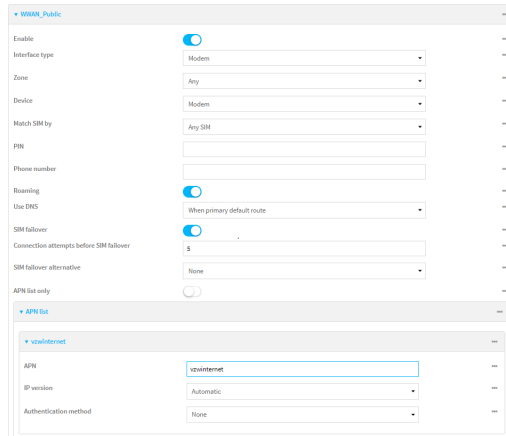 WWAN_Public
Enable
Interface type Modem
Zone Any
Device Modem
Match SIM by Any SIM
PIN
Phone number
Roaming
Use DNS When primary default route
SIM failover
Connection attempts before SIM failover 5
SIM failover alternative None
APN list only
APN list
vzwinternet
APN vzwinternet
IP version Automatic
Authentication method None